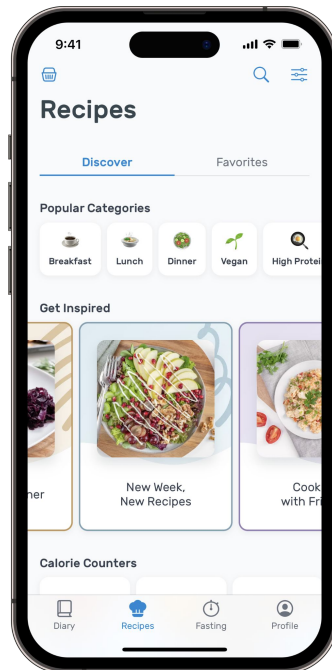 9:41
Recipes
Discover Favorites
Popular Categories
Breakfast Lunch Dinner Vegan High Protei
Get Inspired
ner
New Week,
New Recipes
Cook
with Fri
Calorie Counters
Diary Recipes Fasting Profile